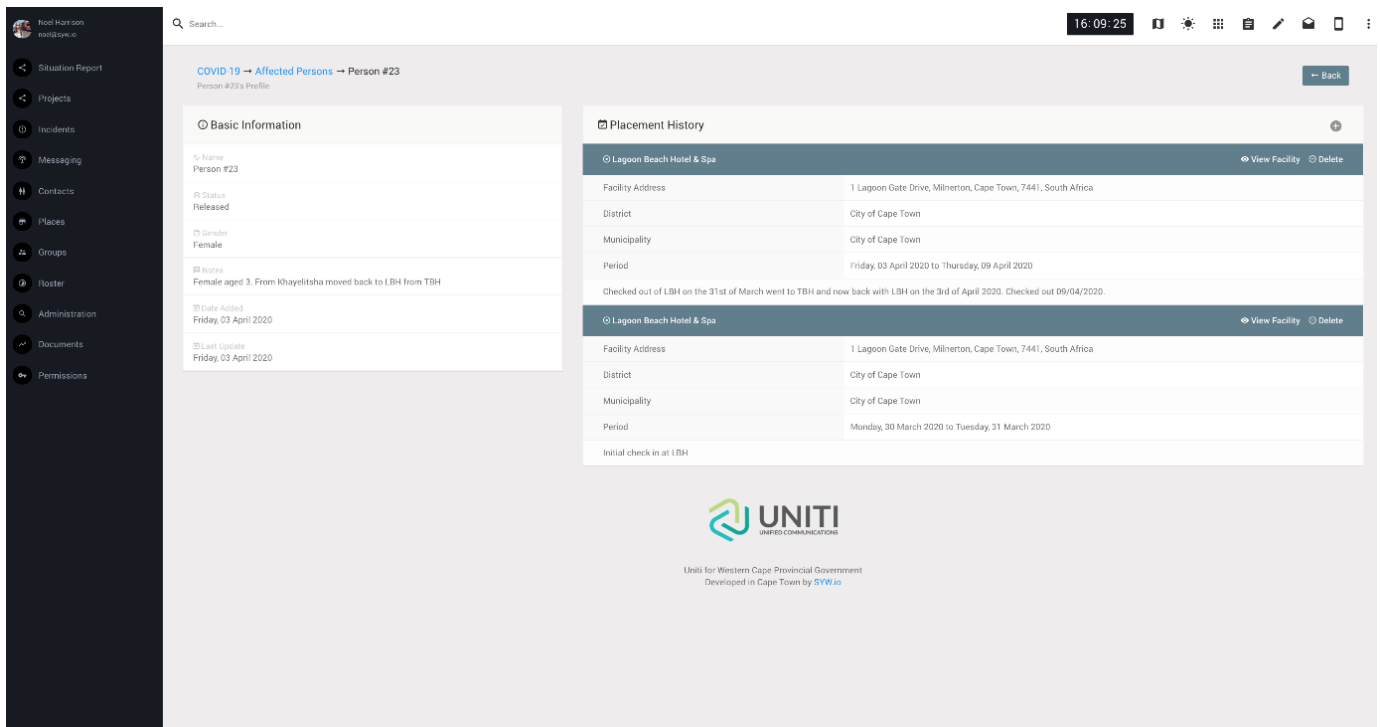 Noel Harrison
noel@syw.io
Search...
16:09:25
Situation Report
Projects
Incidents
Messaging
Contacts
Places
Groups
Roster
Administration
Documents
Permissions
COVID-19 → Affected Persons → Person #23
Person #23's Profile
← Back
Basic Information
Name
Person #23
Status
Released
Gender
Female
Notes
Female aged 3. From Khayelitsha moved back to LBH from TBH
Date Added
Friday, 03 April 2020
Last Update
Friday, 03 April 2020
Placement History
Lagoon Beach Hotel & Spa View Facility Delete
Facility Address 1 Lagoon Gate Drive, Milnerton, Cape Town, 7441, South Africa
District City of Cape Town
Municipality City of Cape Town
Period Friday, 03 April 2020 to Thursday, 09 April 2020
Checked out of LBH on the 31st of March went to TBH and now back with LBH on the 3rd of April 2020. Checked out 09/04/2020.
Lagoon Beach Hotel & Spa View Facility Delete
Facility Address 1 Lagoon Gate Drive, Milnerton, Cape Town, 7441, South Africa
District City of Cape Town
Municipality City of Cape Town
Period Monday, 30 March 2020 to Tuesday, 31 March 2020
Initial check in at LBH
UNITI
UNIFIED COMMUNICATIONS
Uniti for Western Cape Provincial Government
Developed in Cape Town by SYW.io